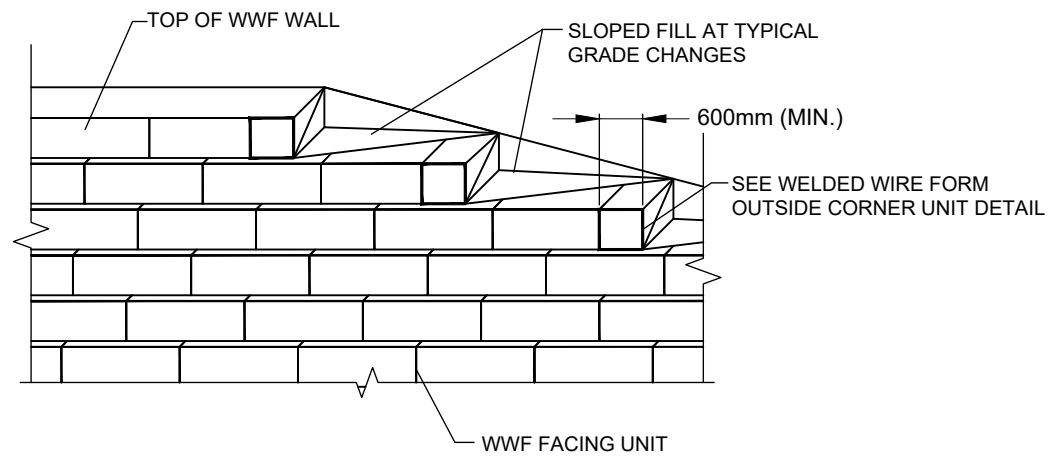 TOP OF WWF WALL
SLOPED FILL AT TYPICAL
GRADE CHANGES
600mm (MIN.)
SEE WELDED WIRE FORM
OUTSIDE CORNER UNIT DETAIL
WWF FACING UNIT